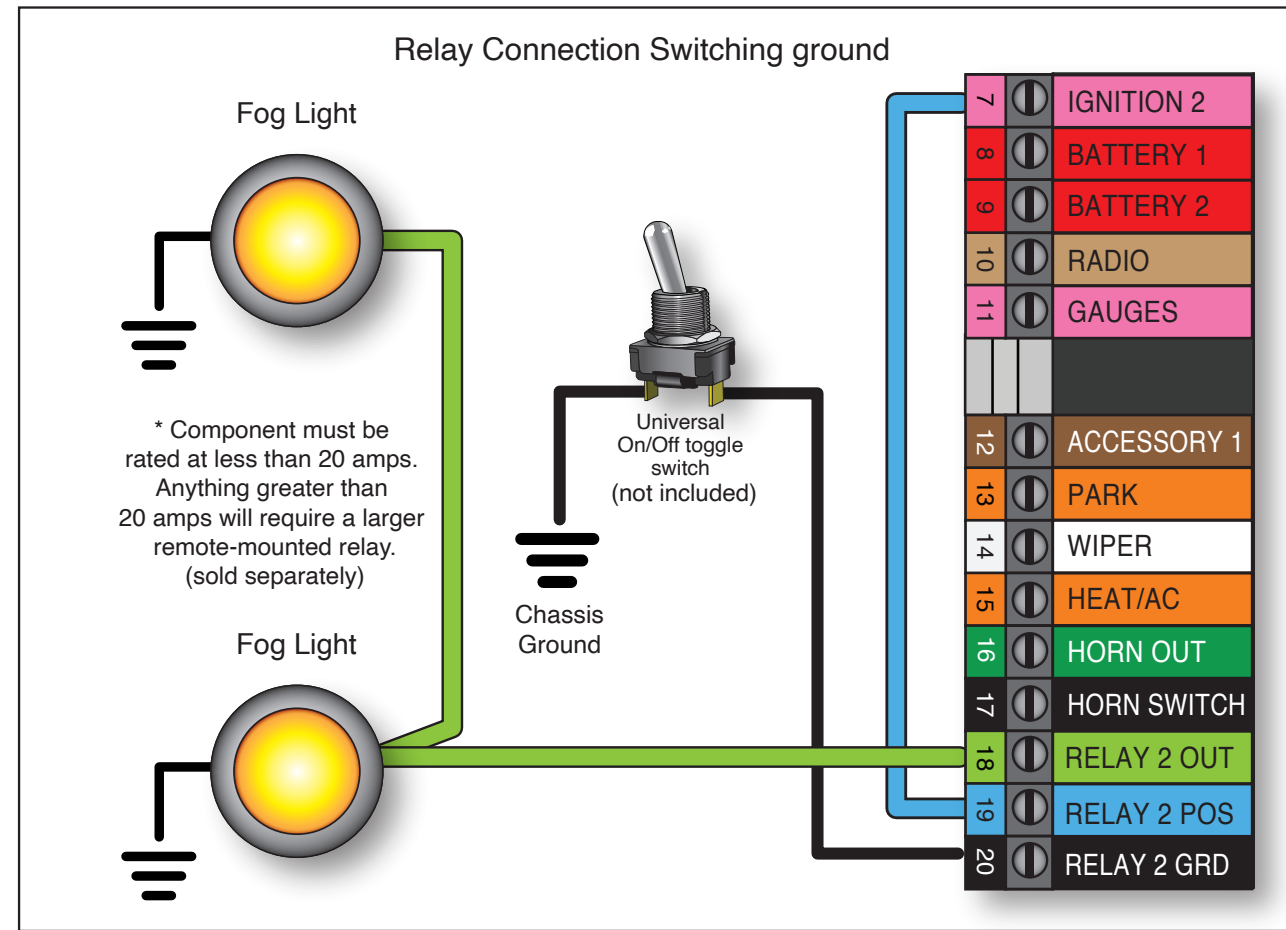 Relay Connection Switching ground
Fog Light
* Component must be
rated at less than 20 amps.
Anything greater than
20 amps will require a larger
remote-mounted relay.
(sold separately)
Fog Light
Universal
On/Off toggle
switch
(not included)
Chassis
Ground
7 IGNITION 2
8 BATTERY 1
9 BATTERY 2
10 RADIO
11 GAUGES
12 ACCESSORY 1
13 PARK
14 WIPER
15 HEAT/AC
16 HORN OUT
17 HORN SWITCH
18 RELAY 2 OUT
19 RELAY 2 POS
20 RELAY 2 GRD